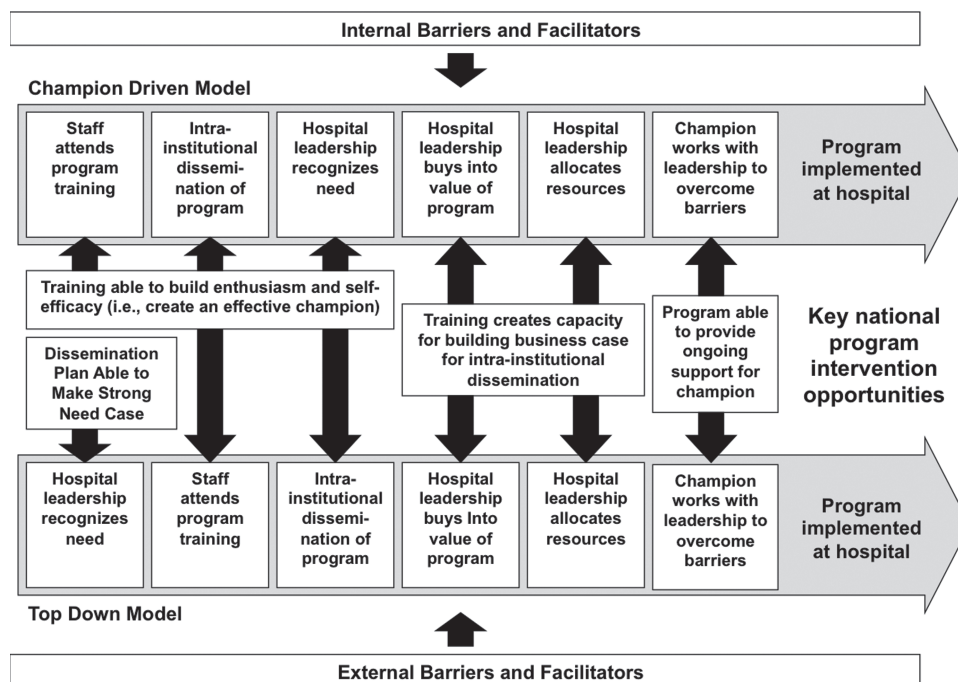 Internal Barriers and Facilitators
Champion Driven Model
Staff
attends
program
training
Intra-
institutional
dissemi-
nation of
program
Hospital
leadership
recognizes
need
Hospital
leadership
buys into
value of
program
Hospital
leadership
allocates
resources
Champion
works with
leadership to
overcome
barriers
Program
implemented
at hospital
Training able to build enthusiasm and self-
efficacy (i.e., create an effective champion)
Dissemination
Plan Able to
Make Strong
Need Case
Training creates capacity
for building business case
for intra-institutional
dissemination
Program able
to provide
ongoing
support for
champion
Key national
program
intervention
opportunities
Hospital
leadership
recognizes
need
Staff
attends
program
training
Intra-
institutional
dissemi-
nation of
program
Hospital
leadership
buys Into
value of
program
Hospital
leadership
allocates
resources
Champion
works with
leadership to
overcome
barriers
Program
implemented
at hospital
Top Down Model
External Barriers and Facilitators